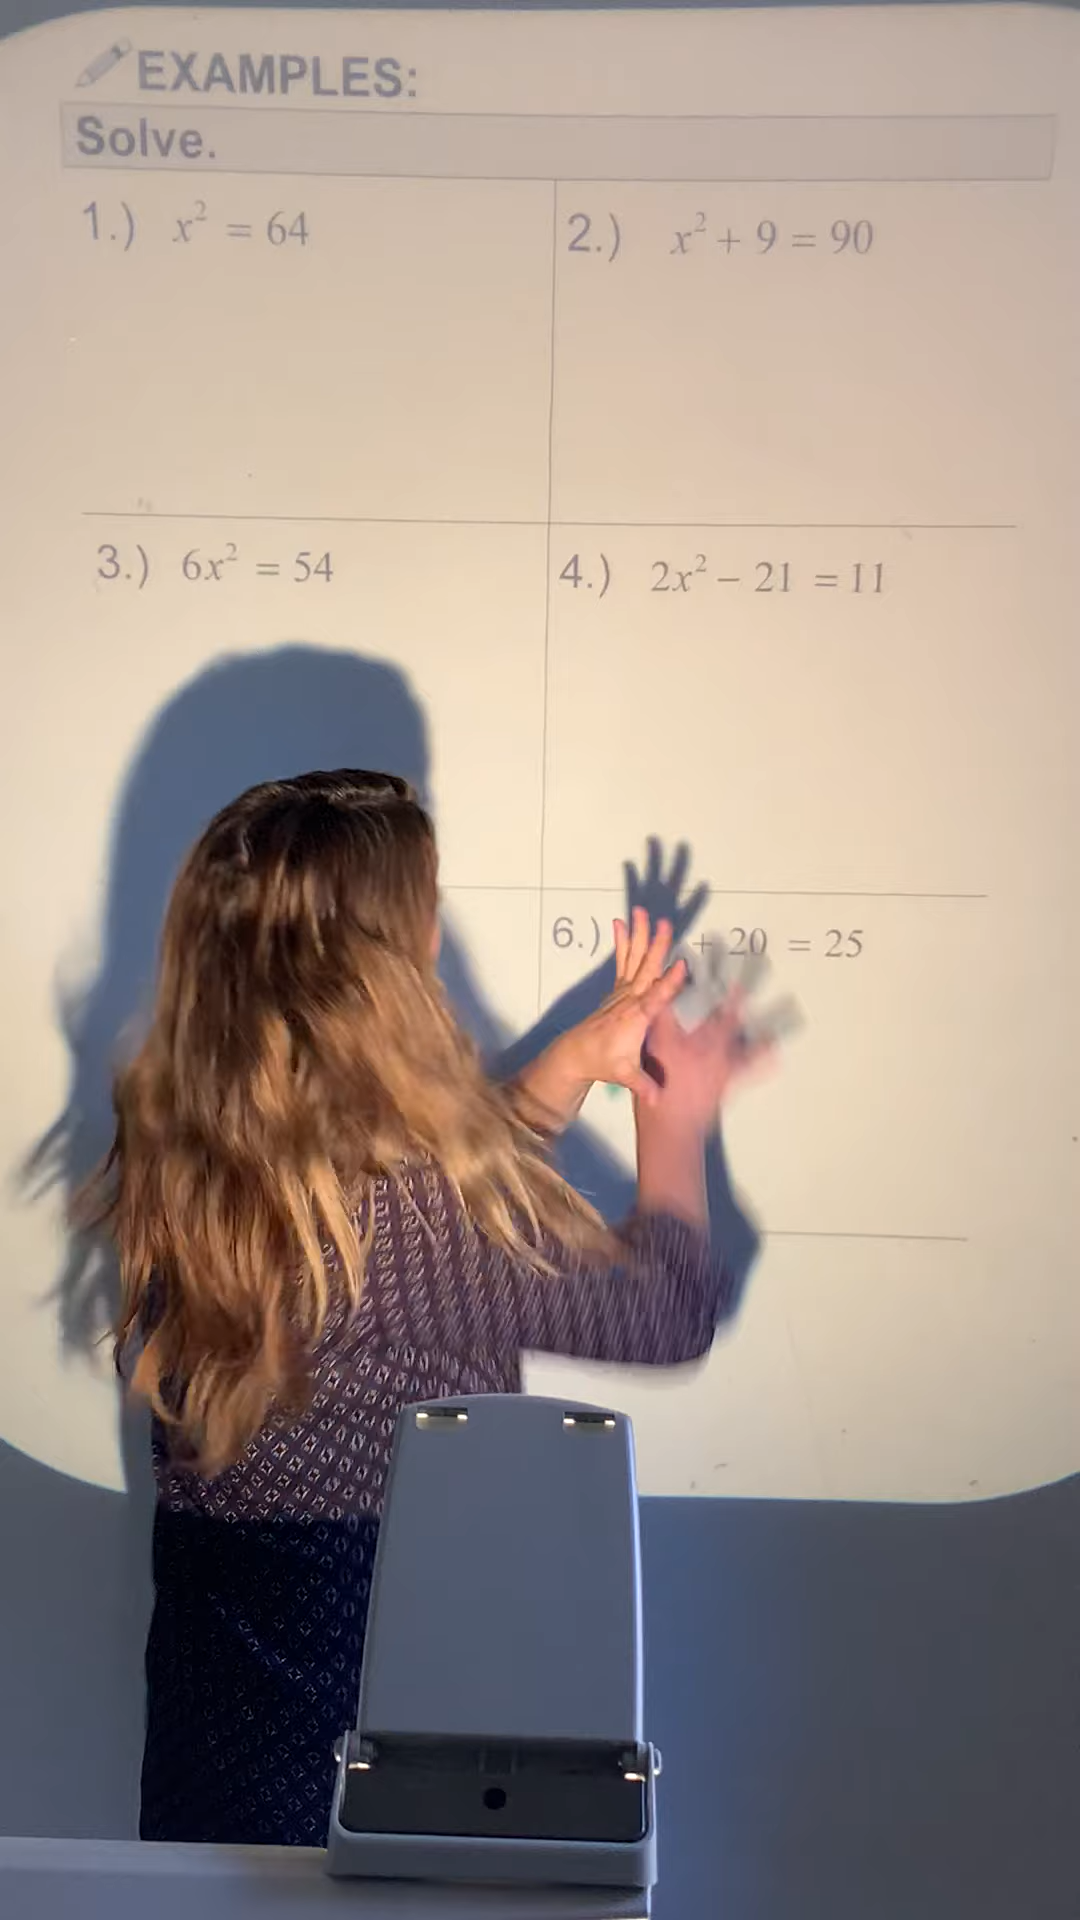 EXAMPLES:
Solve.
1.) x² = 64
2.) x² + 9 = 90
3.) 6x² = 54
4.) 2x² – 21 = 11
6.) + 20 = 25